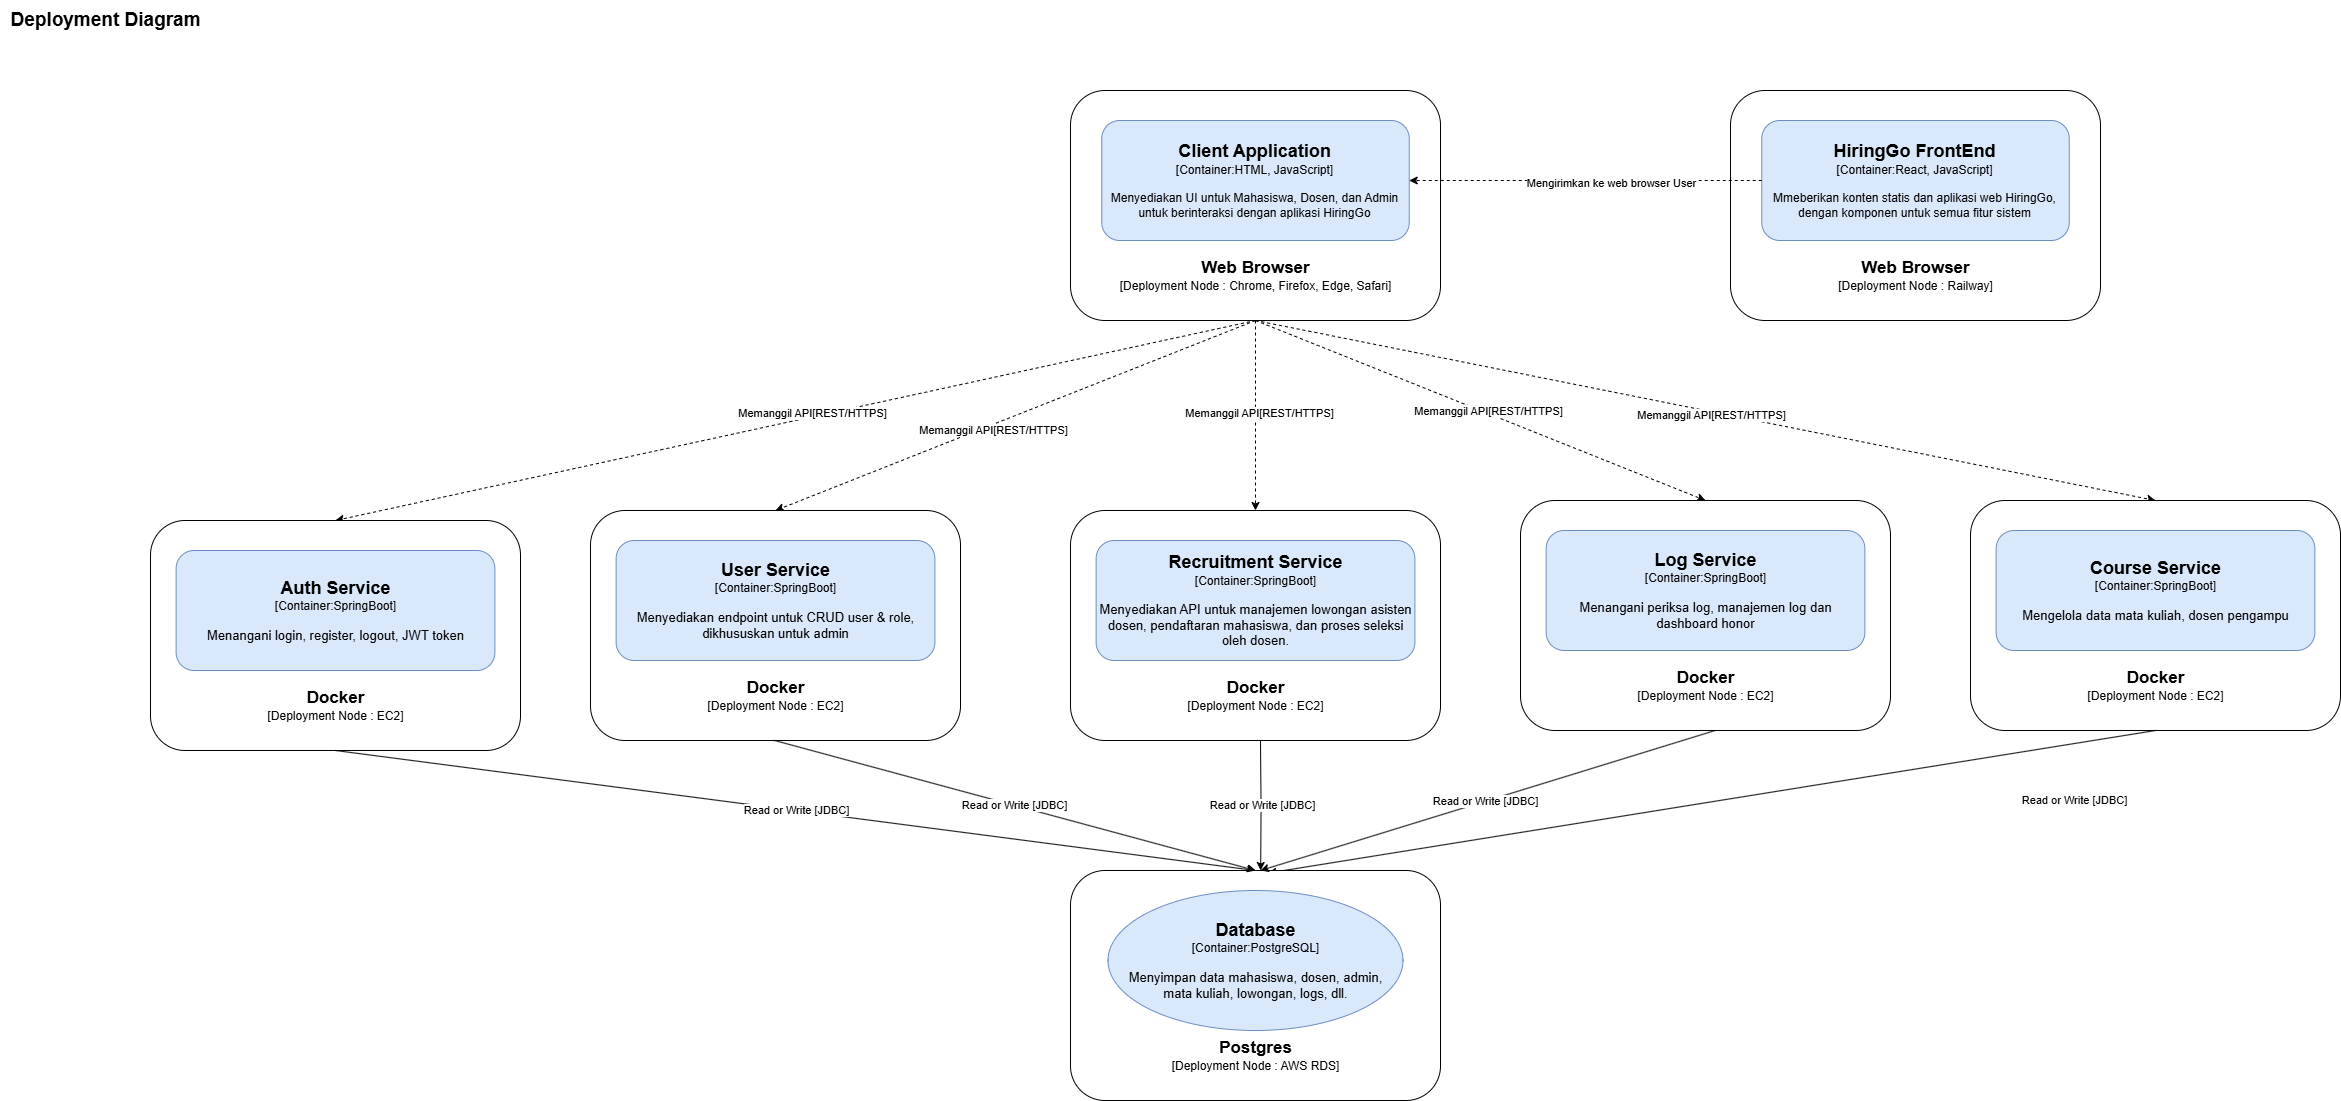 Deployment Diagram
Client Application
[Container:HTML, JavaScript]
Menyediakan UI untuk Mahasiswa, Dosen, dan Admin
untuk berinteraksi dengan aplikasi HiringGo
Web Browser
[Deployment Node : Chrome, Firefox, Edge, Safari]
Mengirimkan ke web browser User
HiringGo FrontEnd
[Container:React, JavaScript]
Mmeberikan konten statis dan aplikasi web HiringGo,
dengan komponen untuk semua fitur sistem
Web Browser
[Deployment Node : Railway]
Memanggil API[REST/HTTPS]
Memanggil API[REST/HTTPS]
Memanggil API[REST/HTTPS]
Memanggil API[REST/HTTPS]
Memanggil API[REST/HTTPS]
Auth Service
[Container:SpringBoot]
Menangani login, register, logout, JWT token
Docker
[Deployment Node : EC2]
User Service
[Container:SpringBoot]
Menyediakan endpoint untuk CRUD user & role,
dikhususkan untuk admin
Docker
[Deployment Node : EC2]
Recruitment Service
[Container:SpringBoot]
Menyediakan API untuk manajemen lowongan asisten
dosen, pendaftaran mahasiswa, dan proses seleksi
oleh dosen.
Docker
[Deployment Node : EC2]
Log Service
[Container:SpringBoot]
Menangani periksa log, manajemen log dan
dashboard honor
Docker
[Deployment Node : EC2]
Course Service
[Container:SpringBoot]
Mengelola data mata kuliah, dosen pengampu
Docker
[Deployment Node : EC2]
Read or Write [JDBC]
Read or Write [JDBC]
Read or Write [JDBC]
Read or Write [JDBC]
Read or Write [JDBC]
Database
[Container:PostgreSQL]
Menyimpan data mahasiswa, dosen, admin,
mata kuliah, lowongan, logs, dll.
Postgres
[Deployment Node : AWS RDS]